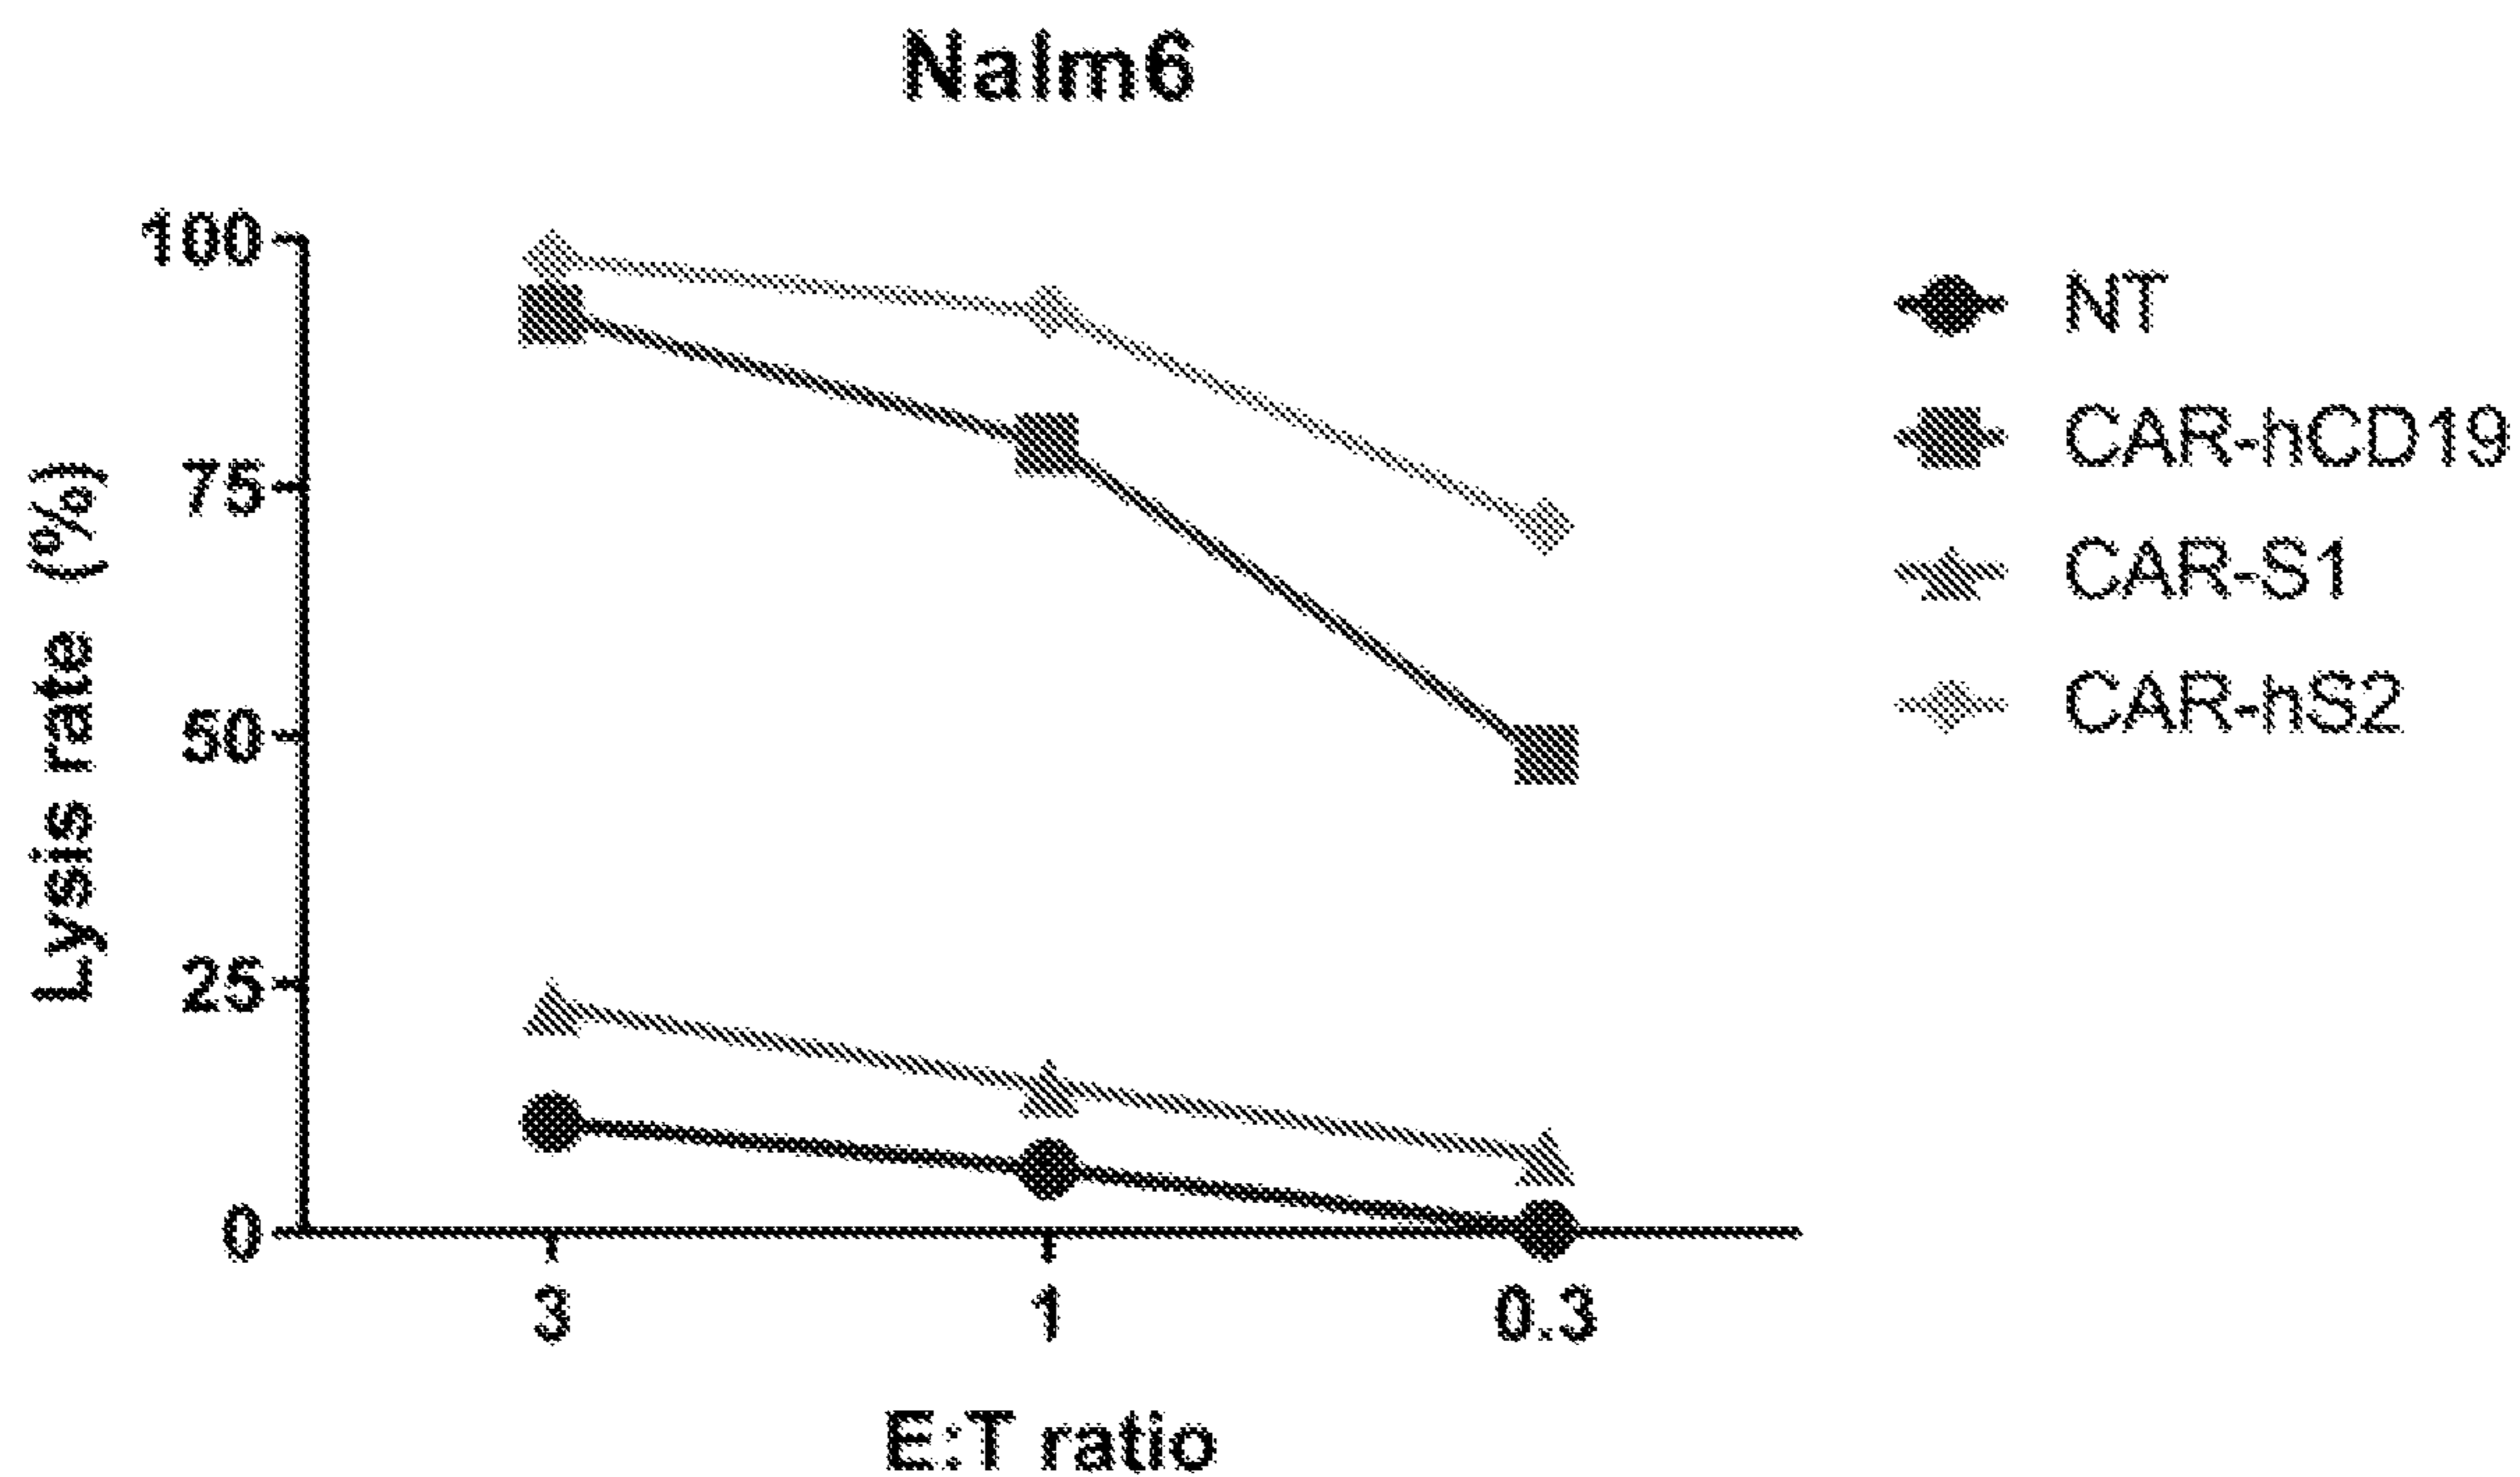 Nalm6
Lysis rate (%)
100
75
50
25
0
3
1
0.3
E:T ratio
NT
CAR-hCD19
CAR-S1
CAR-hS2